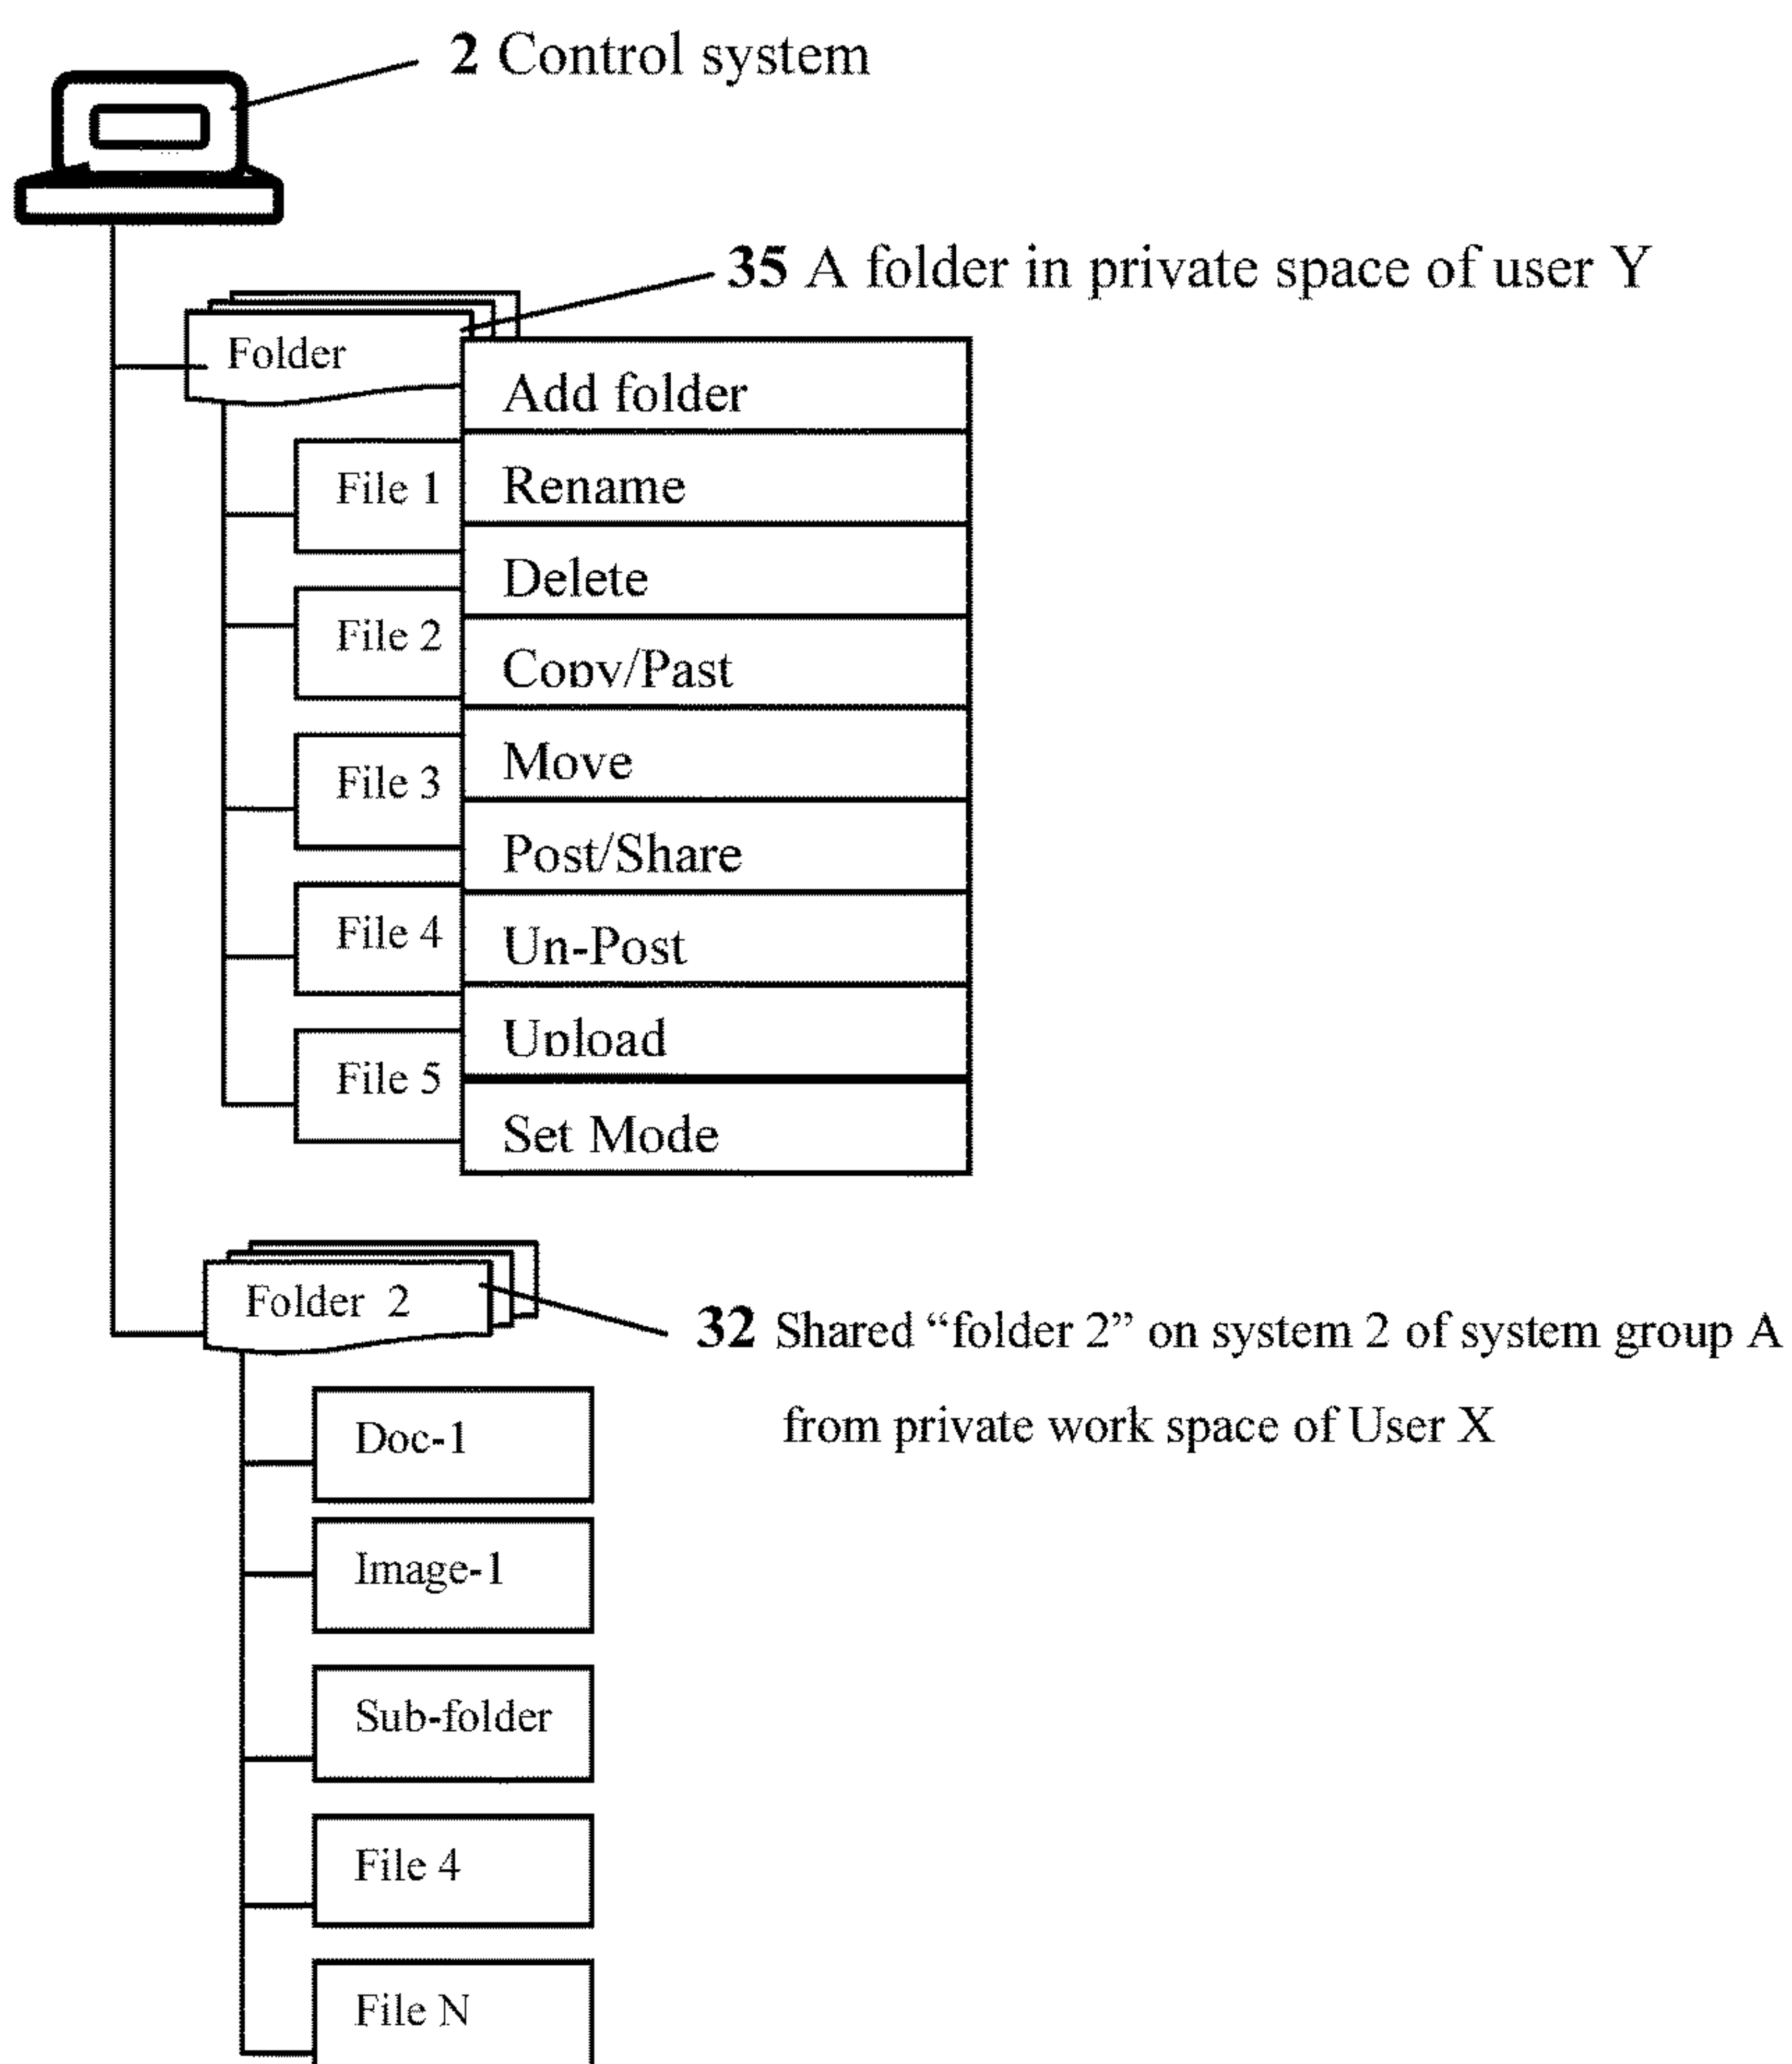 2 Control system
35 A folder in private space of user Y
Folder
Add folder
File 1
Rename
Delete
File 2
Copy/Past
File 3
Move
Post/Share
File 4
Un-Post
Upload
File 5
Set Mode
Folder 2
32 Shared “folder 2” on system 2 of system group A
from private work space of User X
Doc-1
Image-1
Sub-folder
File 4
File N